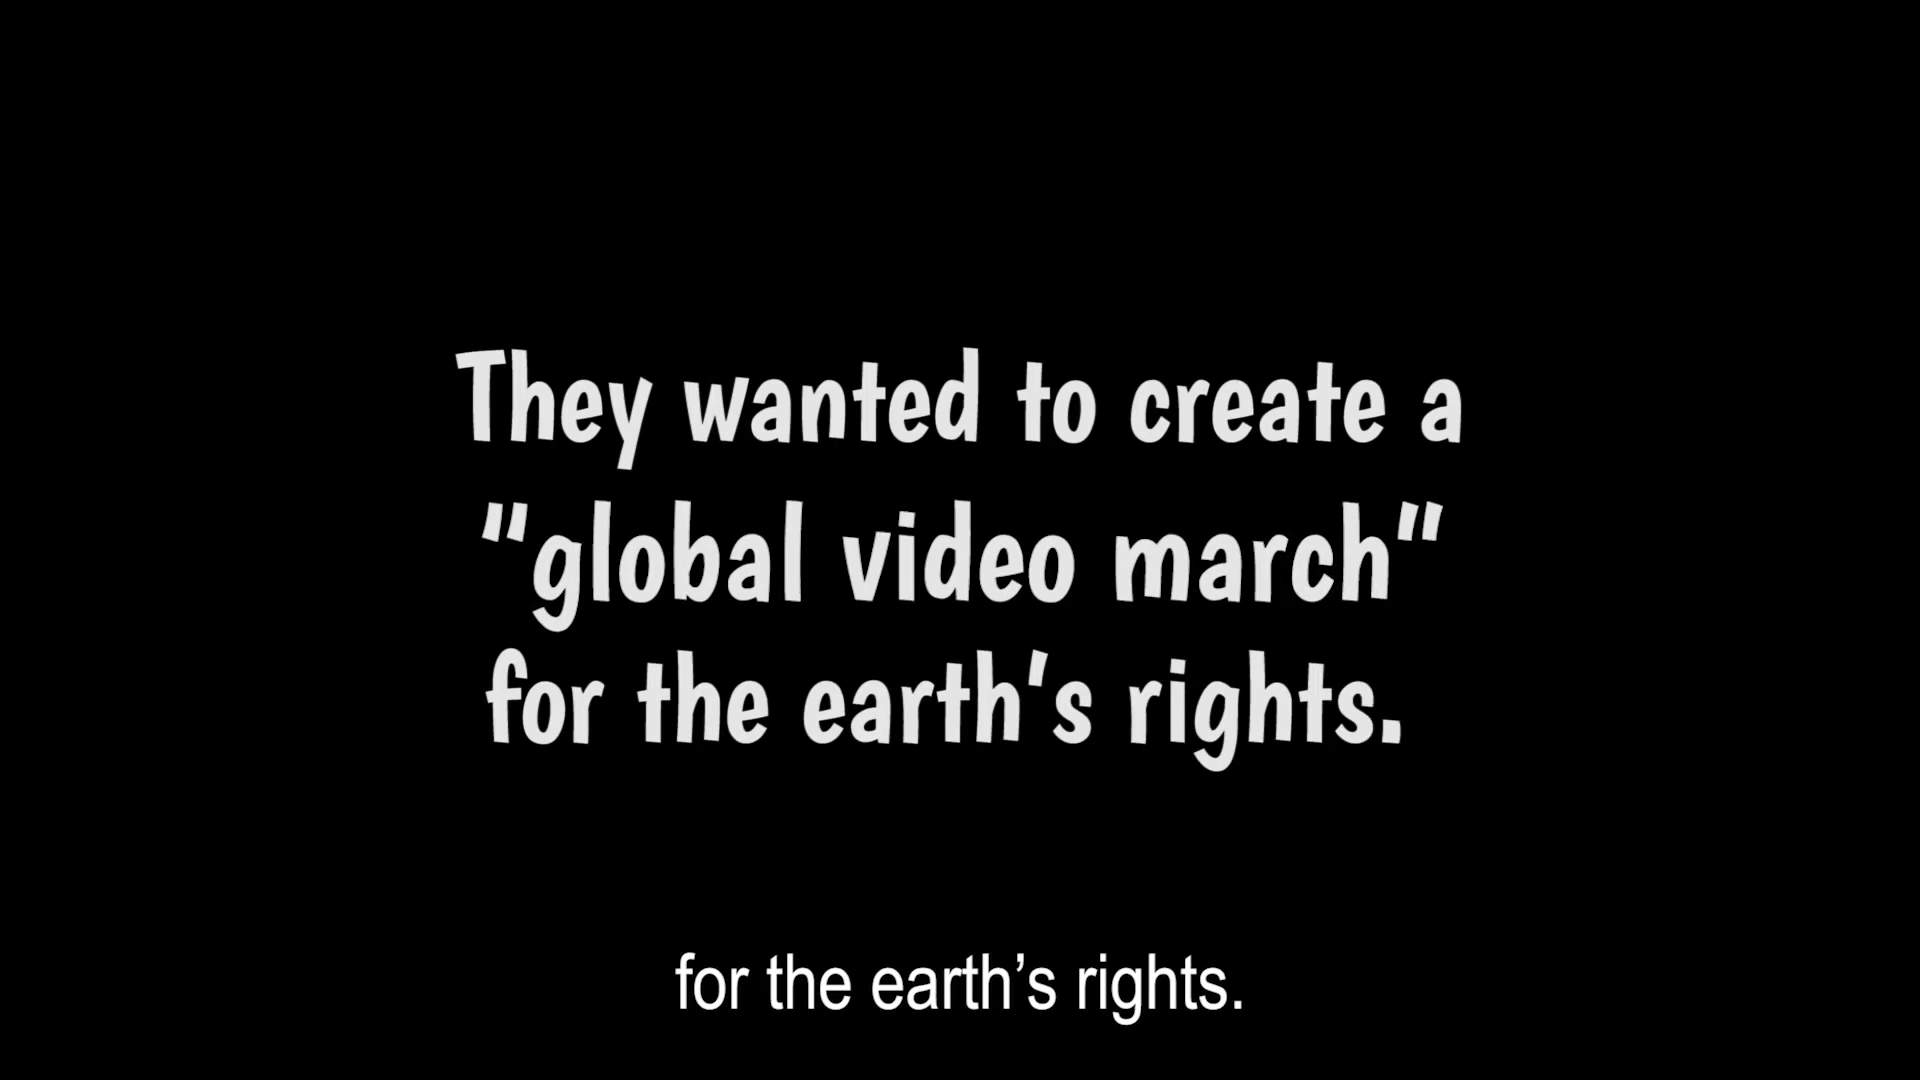 They wanted to create a
“global video march”
for the earth’s rights.
for the earth’s rights.